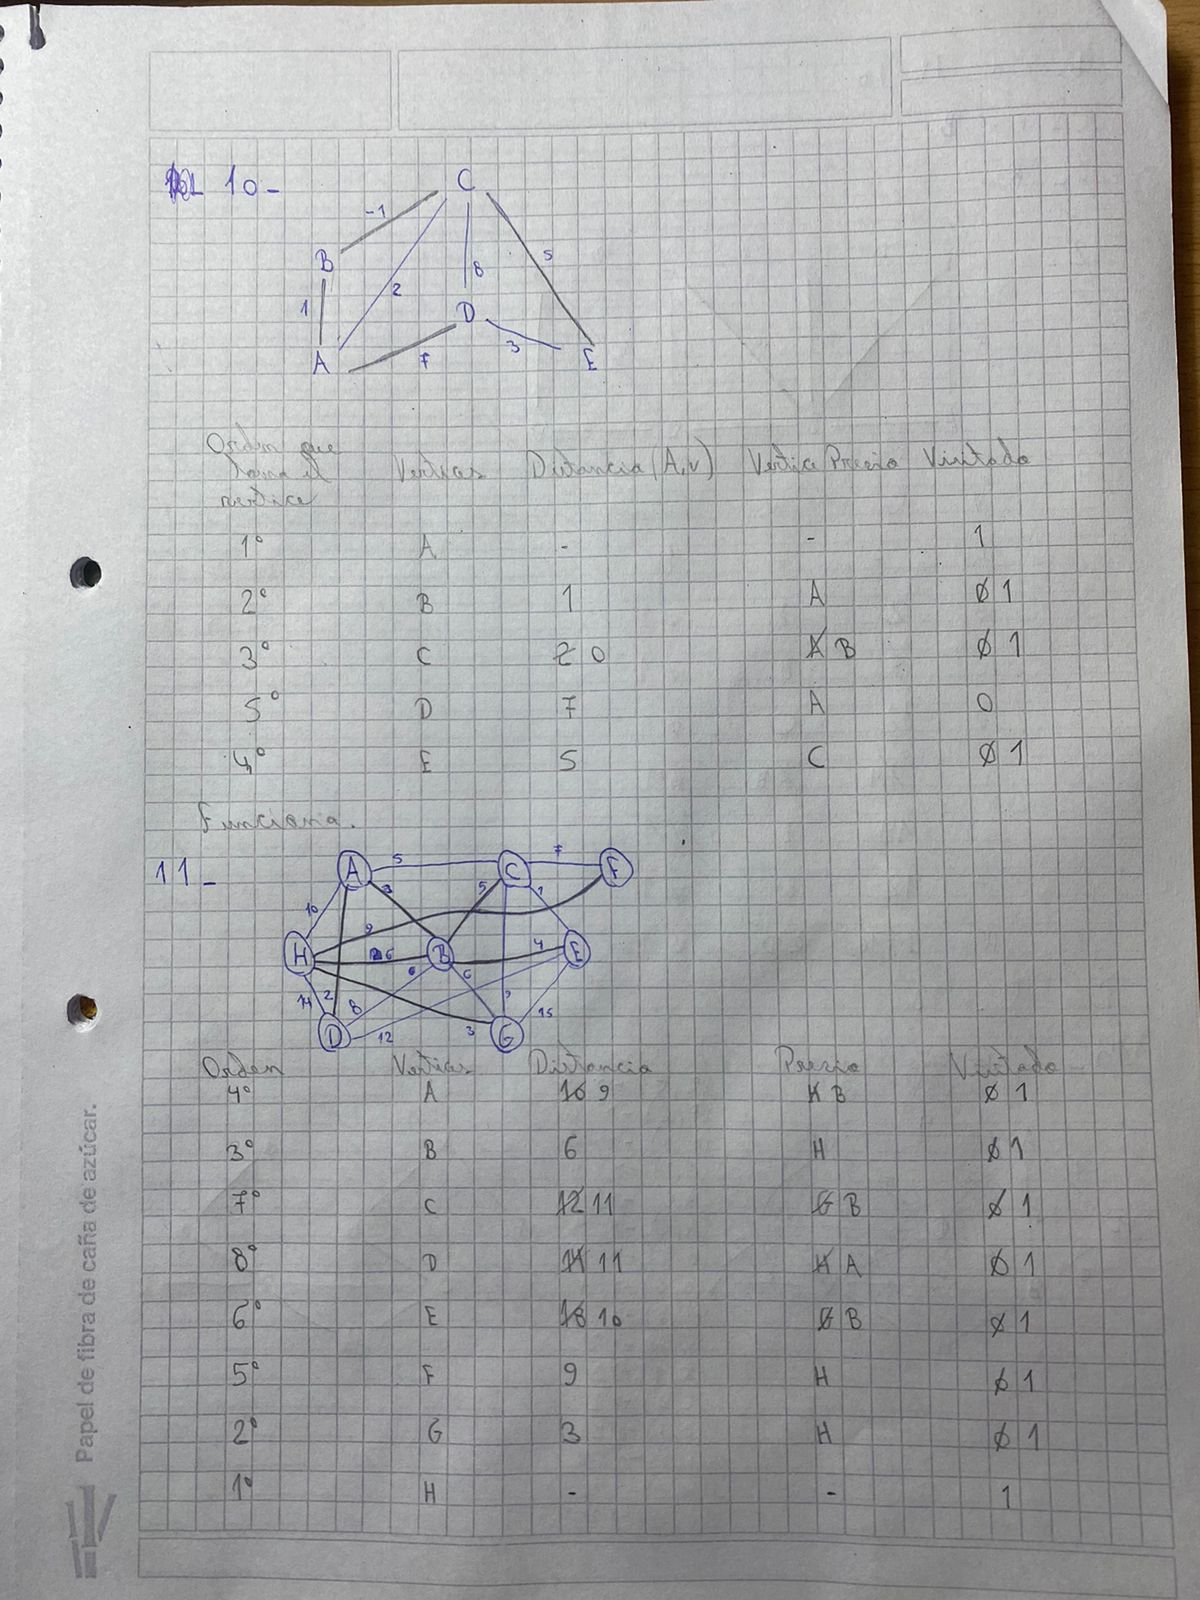 10-
C
-1
5
B
8
2
1
D
A
7
3
E
Orden que
toma el
vertice
Vertices
Distancia (A,v)
Vertice Previo
Visitado
1° A - - 1
2° B 1 A 0 1
3° C 2 0 A B 0 1
5° D 7 A 0
4° E 5 C 0 1
Funciona.
11-
A 5 C 7 F
3 5 1
10
9
H 6 B 4 E
6 6
14 2 8 15
D 12 3 G
Orden Vertices Distancia Previo Visitado
4° A 10 9 H B 0 1
3° B 6 H 0 1
7° C 12 11 G B 0 1
8° D 14 11 H A 0 1
6° E 18 10 G B 0 1
5° F 9 H 0 1
2° G 3 H 0 1
1° H - - 1
Papel de fibra de caña de azúcar.